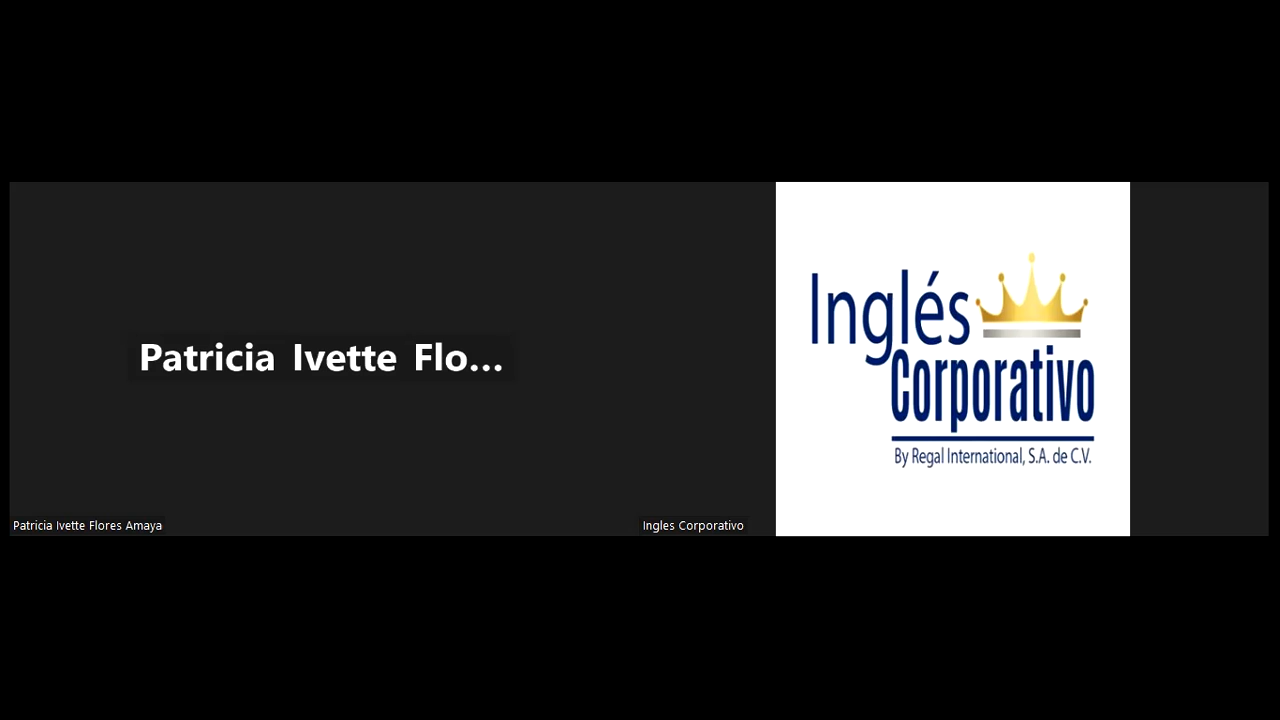 Patricia Ivette Flo...
Patricia Ivette Flores Amaya
Inglés
Corporativo
By Regal International, S.A. de C.V.
Ingles Corporativo